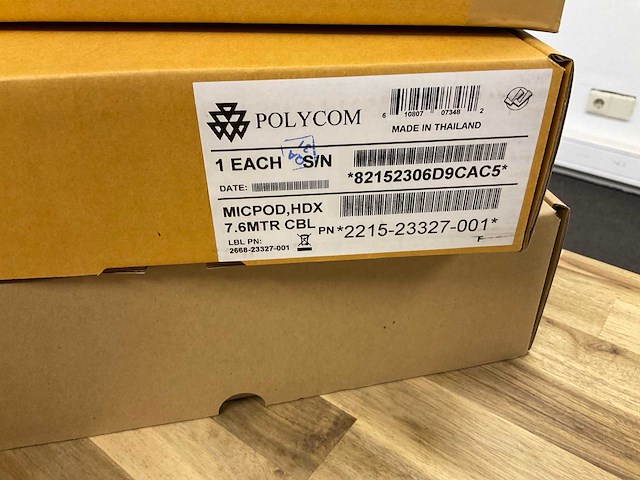 POLYCOM
6 10807 07348 2
MADE IN THAILAND
1 EACH S/N
*82152306D9CAC5*
DATE:
MICPOD,HDX
7.6MTR CBL
PN *2215-23327-001*
LBL PN:
2668-23327-001